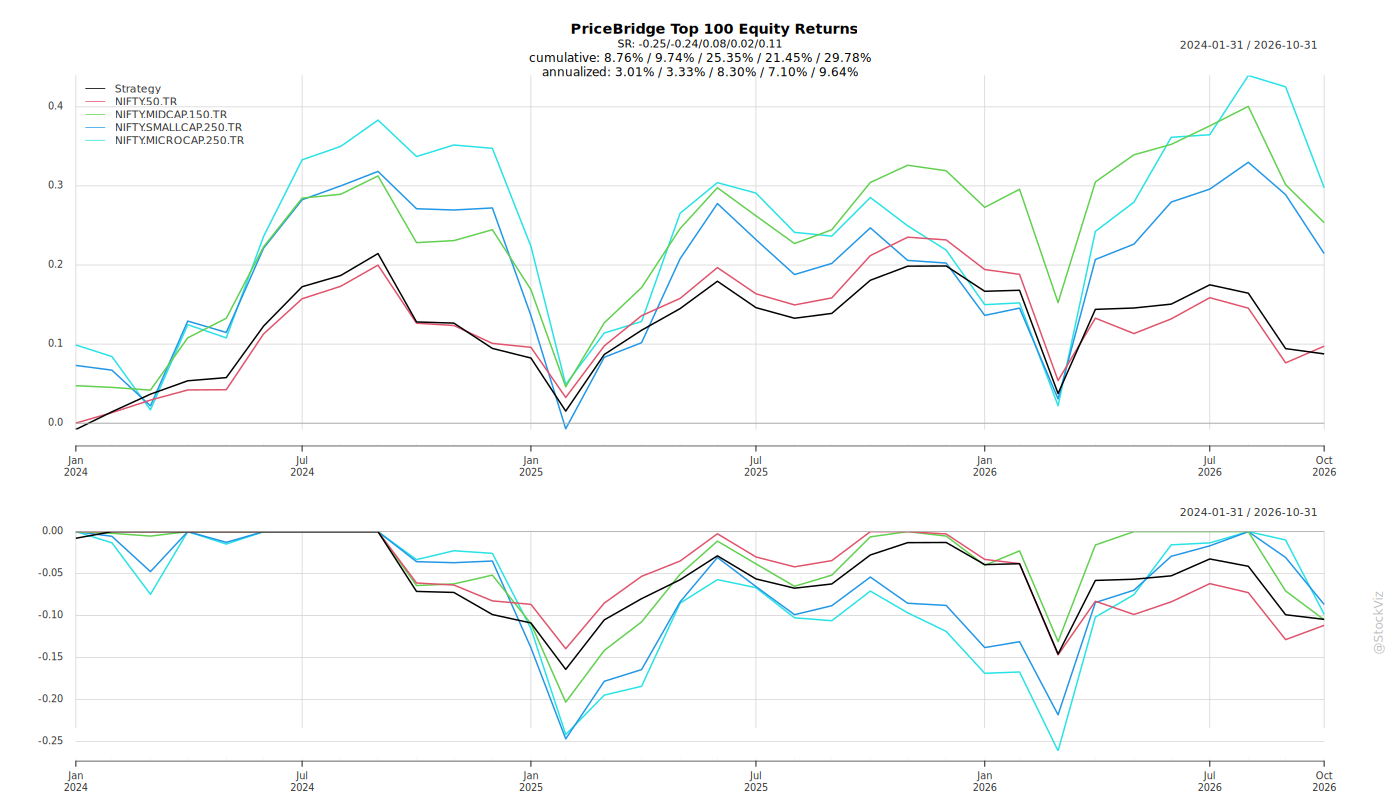 PriceBridge Top 100 Equity Returns
SR: -0.25/-0.24/0.08/0.02/0.11
2024-01-31 / 2026-10-31
cumulative: 8.76% / 9.74% / 25.35% / 21.45% / 29.78%
annualized: 3.01% / 3.33% / 8.30% / 7.10% / 9.64%
Strategy
NIFTY.50.TR
NIFTY.MIDCAP.150.TR
NIFTY.SMALLCAP.250.TR
NIFTY.MICROCAP.250.TR
0.4
0.3
0.2
0.1
0.0
Jan Jul Jan Jul Jan Jul Oct
2024 2024 2025 2025 2026 2026 2026
2024-01-31 / 2026-10-31
0.00
-0.05
-0.10
-0.15
-0.20
-0.25
Jan Jul Jan Jul Jan Jul Oct
2024 2024 2025 2025 2026 2026 2026
@StockViz